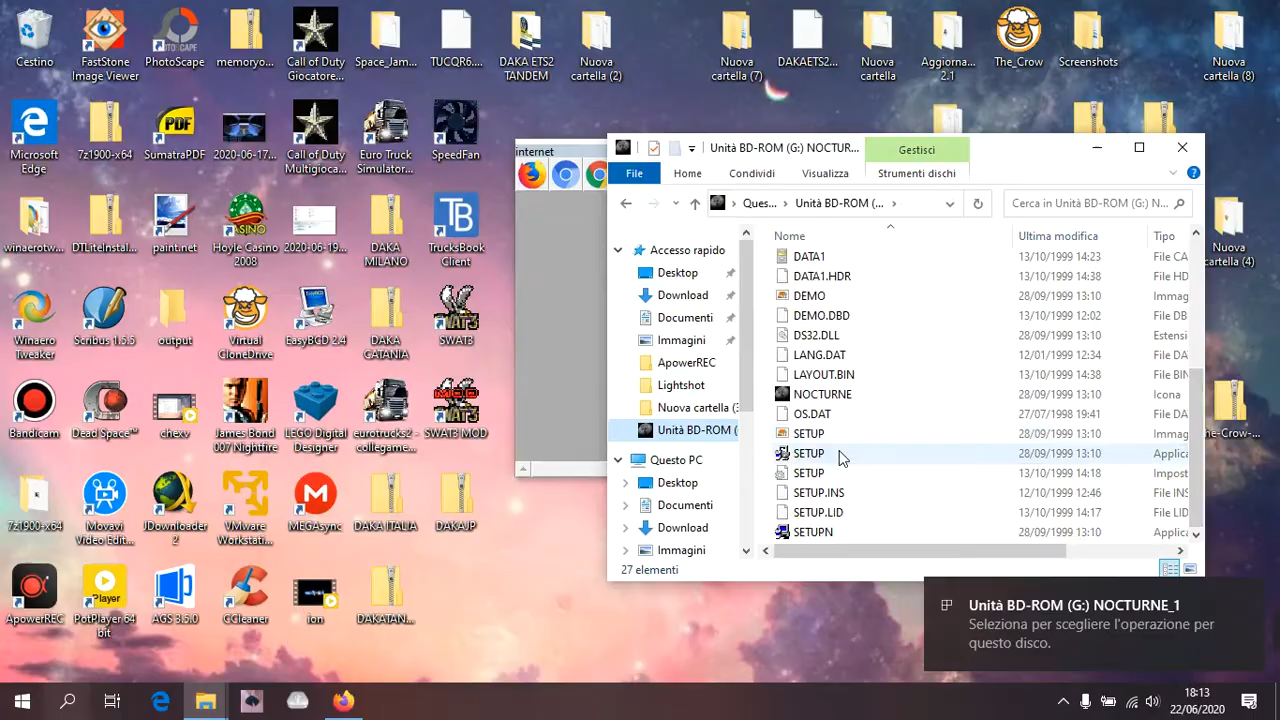 Cestino
FastStone Image Viewer
PhotoScape
memoryo...
Call of Duty Giocatore...
Space_Jam...
TUCQR6....
DAKA ETS2 TANDEM
Nuova cartella (2)
Nuova cartella (7)
DAKAETS2...
Nuova cartella
Aggiorna... 2.1
The_Crow
Screenshots
Nuova cartella (8)
Microsoft Edge
7z1900-x64
SumatraPDF
2020-06-17...
Call of Duty Multigioca...
Euro Truck Simulator...
SpeedFan
winaerotw...
DTLiteInstal...
paint.net
Hoyle Casino 2008
2020-06-19...
DAKA MILANO
TrucksBook Client
Nuova cartella (4)
Winaero Tweaker
Scribus 1.5.5
output
Virtual CloneDrive
EasyBCD 2.4
DAKA CATANIA
SWAT3
Bandicam
Dead Space™
chexv
James Bond 007 Nightfire
LEGO Digital Designer
eurotrucks2 - collegame...
SWAT3 MOD
7z1900-x64
Movavi Video Edit...
JDownloader 2
VMware Workstati...
MEGAsync
DAKA ITALIA
DAKAJP
ApowerREC
PotPlayer 64 bit
AGS 3.5.0
CCleaner
ion
DAKATAN...
internet
Unità BD-ROM (G:) NOCTUR...
Gestisci
File
Home
Condividi
Visualizza
Strumenti dischi
Ques...
Unità BD-ROM (...
Cerca in Unità BD-ROM (G:) N...
Accesso rapido
Desktop
Download
Documenti
Immagini
ApowerREC
Lightshot
Nuova cartella (3
Unità BD-ROM (
Questo PC
Desktop
Documenti
Download
Immagini
Nome Ultima modifica Tipo
DATA1 13/10/1999 14:23 File CA
DATA1.HDR 13/10/1999 14:38 File HD
DEMO 28/09/1999 13:10 Immag
DEMO.DBD 13/10/1999 12:02 File DB
DS32.DLL 28/09/1999 13:10 Estensi
LANG.DAT 12/01/1999 12:34 File DA
LAYOUT.BIN 13/10/1999 14:38 File BIN
NOCTURNE 28/09/1999 13:10 Icona
OS.DAT 27/07/1998 19:41 File DA
SETUP 28/09/1999 13:10 Immag
SETUP 28/09/1999 13:10 Applica
SETUP 13/10/1999 14:18 Impost
SETUP.INS 12/10/1999 12:46 File INS
SETUP.LID 13/10/1999 14:17 File LID
SETUPN 28/09/1999 13:10 Applica
27 elementi
Unità BD-ROM (G:) NOCTURNE_1
Seleziona per scegliere l'operazione per
questo disco.
18:13
22/06/2020